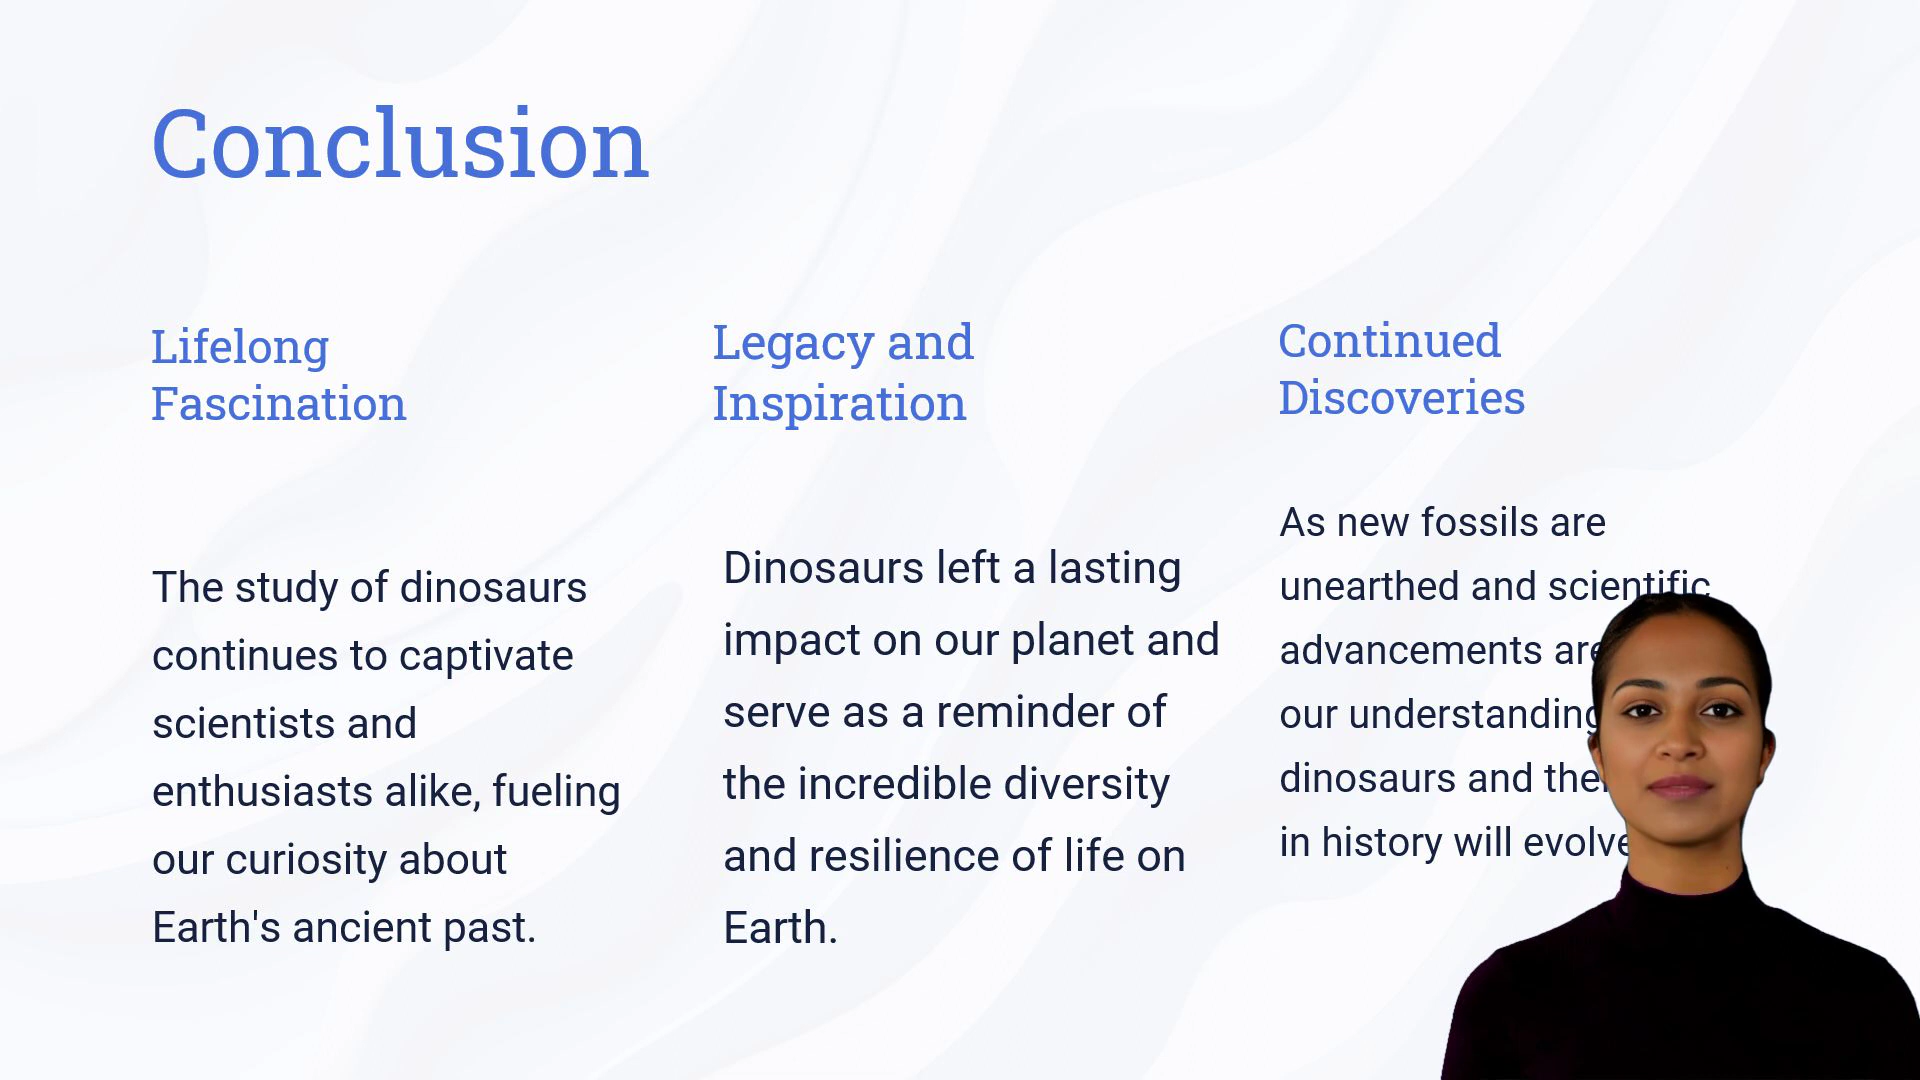 Conclusion
Lifelong
Fascination
The study of dinosaurs
continues to captivate
scientists and
enthusiasts alike, fueling
our curiosity about
Earth's ancient past.
Legacy and
Inspiration
Dinosaurs left a lasting
impact on our planet and
serve as a reminder of
the incredible diversity
and resilience of life on
Earth.
Continued
Discoveries
As new fossils are
unearthed and scientific
advancements are
our understanding
dinosaurs and
in history will evolve